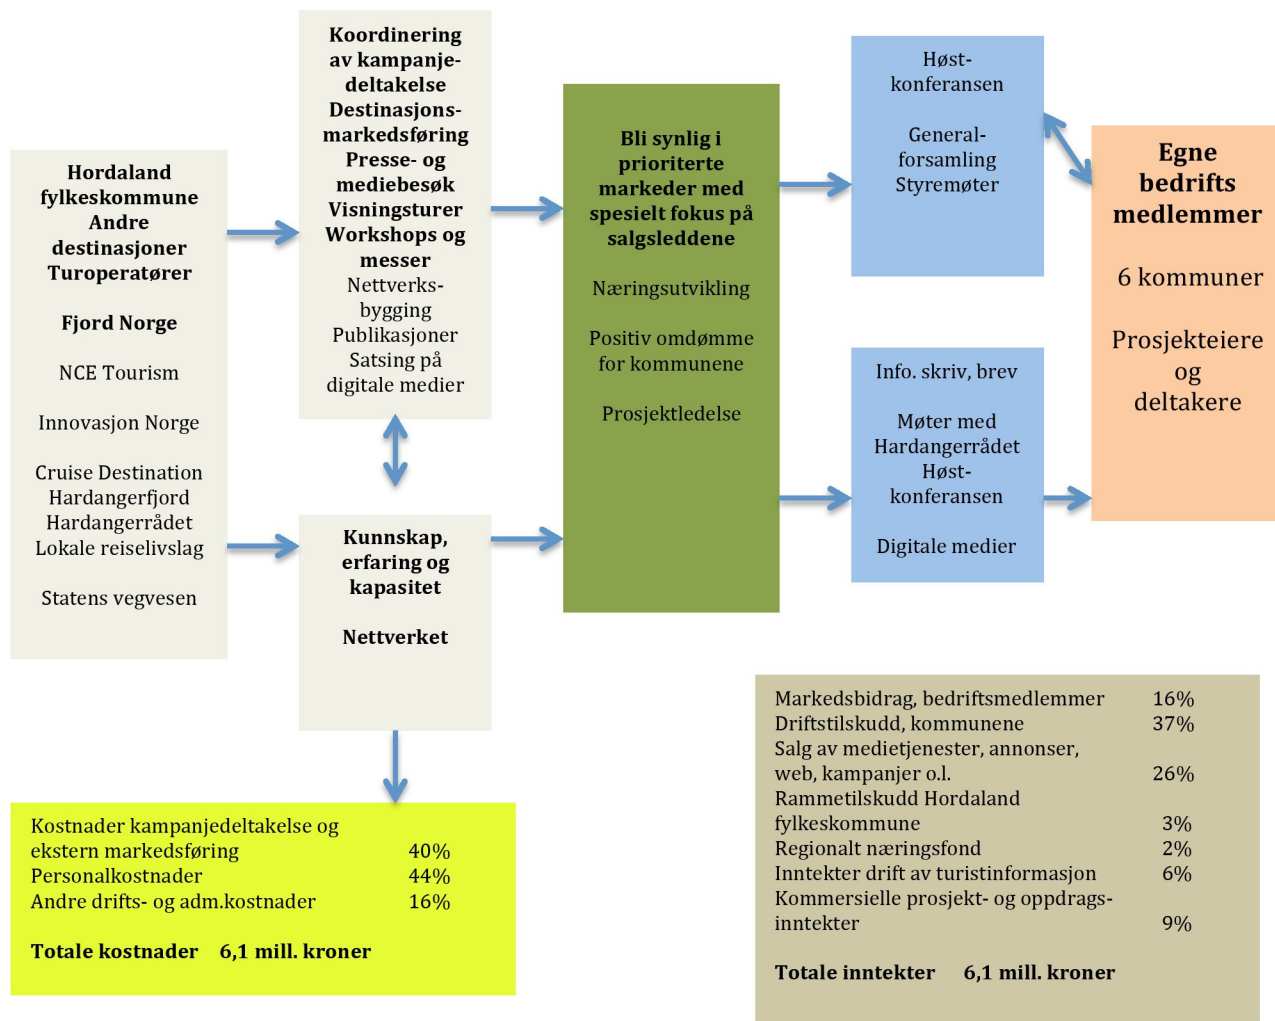 Hordaland
fylkeskommune
Andre
destinasjoner
Turoperatører
Fjord Norge
NCE Tourism
Innovasjon Norge
Cruise Destination
Hardangerfjord
Hardangerrådet
Lokale reiselivslag
Statens vegvesen
Koordinering
av kampanje-
deltakelse
Destinasjons-
markedsføring
Presse- og
mediebesøk
Visningsturer
Workshops og
messer
Nettverks-
bygging
Publikasjoner
Satsing på
digitale medier
Kunnskap,
erfaring og
kapasitet
Nettverket
Bli synlig i
prioriterte
markeder med
spesielt fokus på
salgsleddene
Næringsutvikling
Positiv omdømme
for kommunene
Prosjektledelse
Høst-
konferansen
General-
forsamling
Styremøter
Info. skriv, brev
Møter med
Hardangerrådet
Høst-
konferansen
Digitale medier
Egne
bedrifts
medlemmer
6 kommuner
Prosjekteiere
og
deltakere
Kostnader kampanjedeltakelse og
ekstern markedsføring 40%
Personalkostnader 44%
Andre drifts- og adm.kostnader 16%
Totale kostnader 6,1 mill. kroner
Markedsbidrag, bedriftsmedlemmer 16%
Driftstilskudd, kommunene 37%
Salg av medietjenester, annonser,
web, kampanjer o.l. 26%
Rammetilskudd Hordaland
fylkeskommune 3%
Regionalt næringsfond 2%
Inntekter drift av turistinformasjon 6%
Kommersielle prosjekt- og oppdrags-
inntekter 9%
Totale inntekter 6,1 mill. kroner